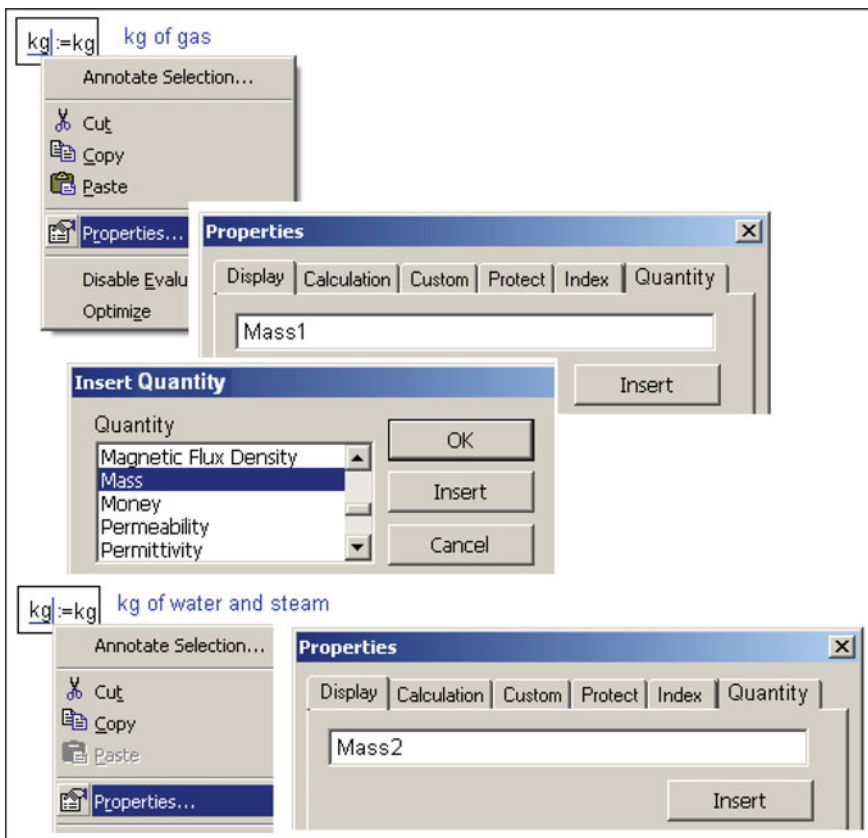 kg:=kg kg of gas
Annotate Selection...
Cut
Copy
Paste
Properties...
Disable Evalu
Optimize
Properties
Display Calculation Custom Protect Index Quantity
Mass1
Insert
Insert Quantity
Quantity
Magnetic Flux Density
Mass
Money
Permeability
Permittivity
OK
Insert
Cancel
kg:=kg kg of water and steam
Annotate Selection...
Cut
Copy
Paste
Properties...
Properties
Display Calculation Custom Protect Index Quantity
Mass2
Insert